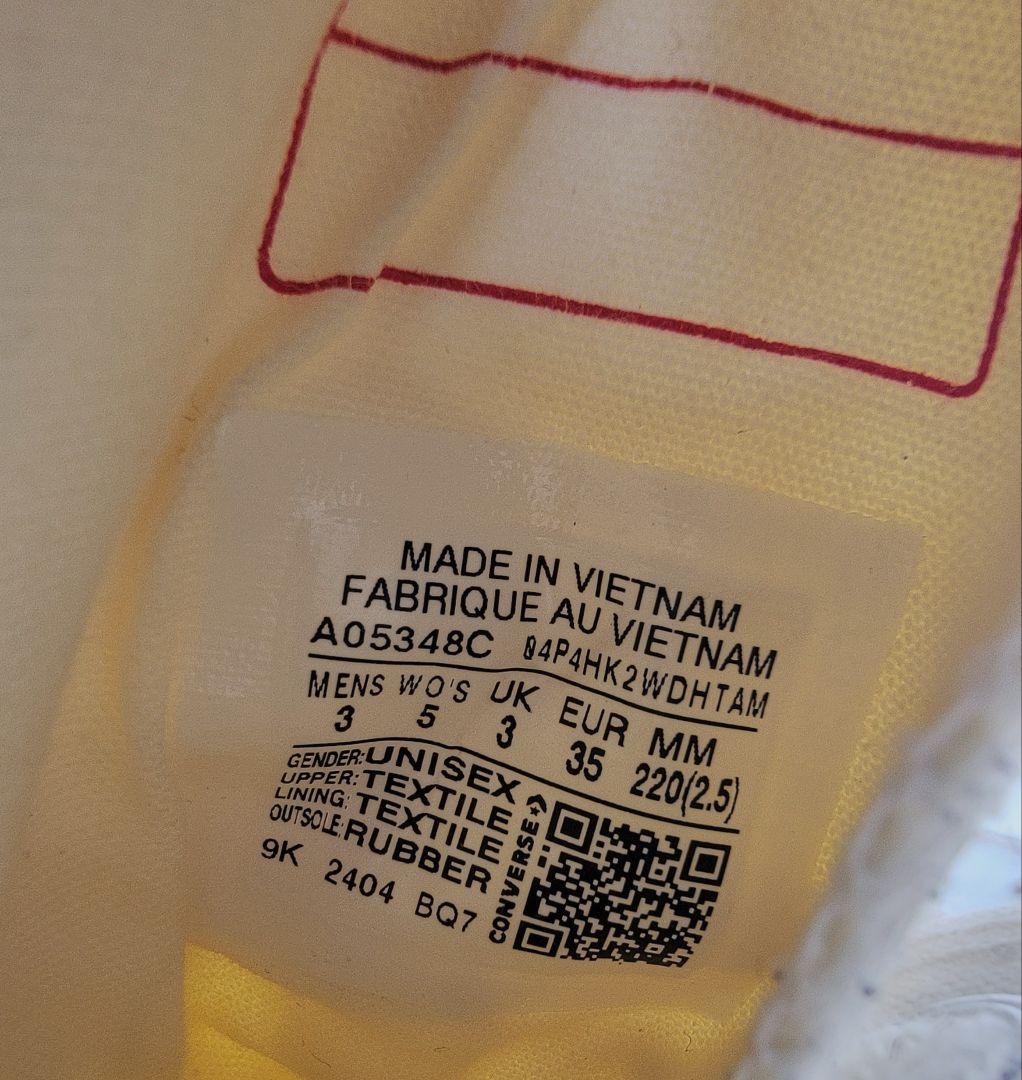 MADE IN VIETNAM
FABRIQUE AU VIETNAM
A05348C 04P4HK2WDHTAM
MENS WO'S UK EUR MM
3 5 3 35 220(2.5)
GENDER: UNISEX
UPPER: TEXTILE
LINING: TEXTILE
OUTSOLE: RUBBER
9K 2404 BQ7
CONVERSE